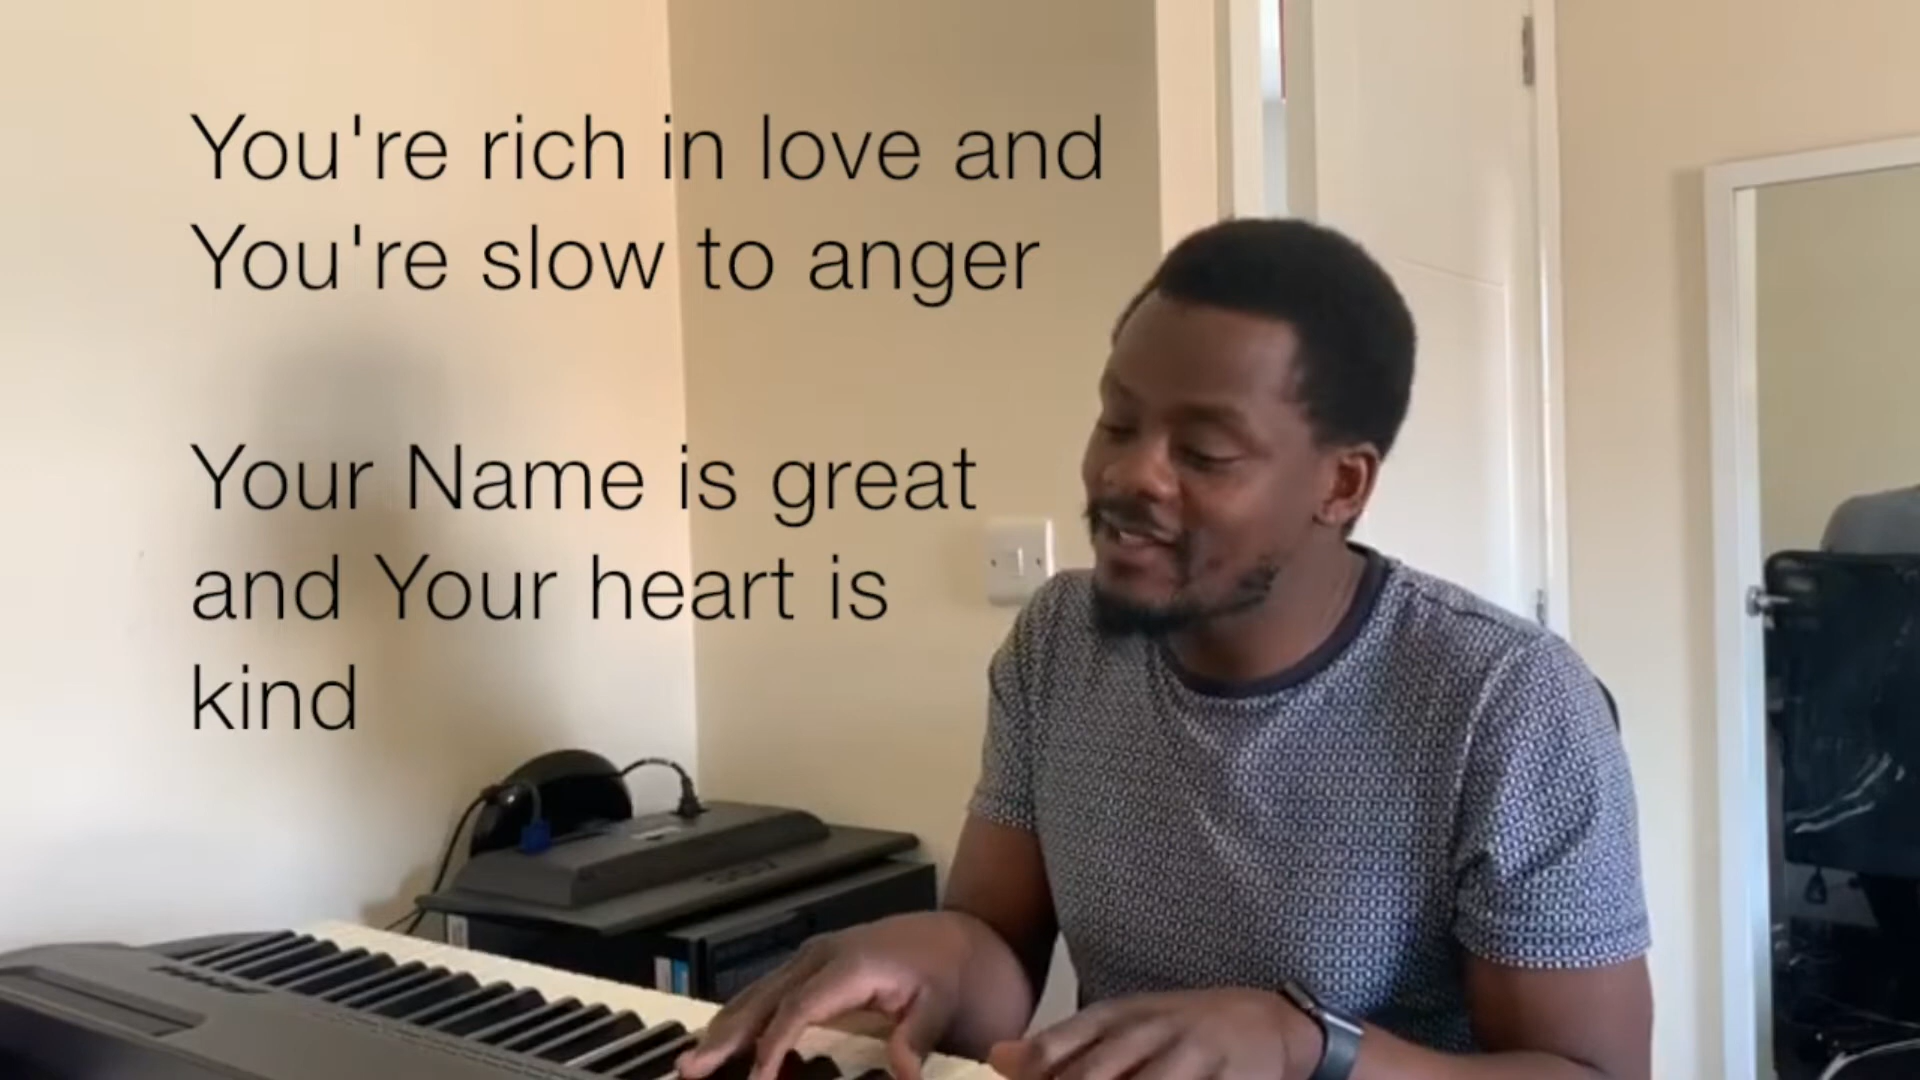 You're rich in love and
You're slow to anger
Your Name is great
and Your heart is
kind